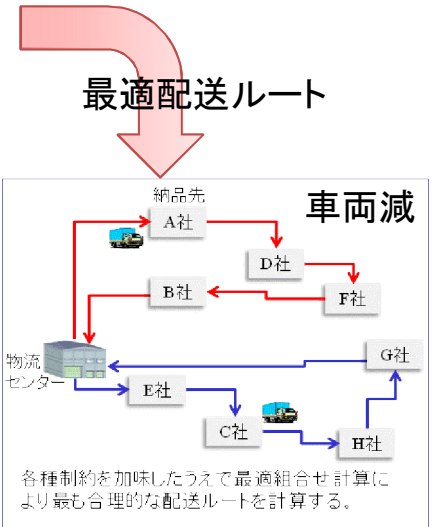 最適配送ルート
車両減
納品先
A社
D社
B社
F社
物流
センター
G社
E社
C社
H社
各種制約を加味したうえで最適組合せ計算に
より最も合理的な配送ルートを計算する。